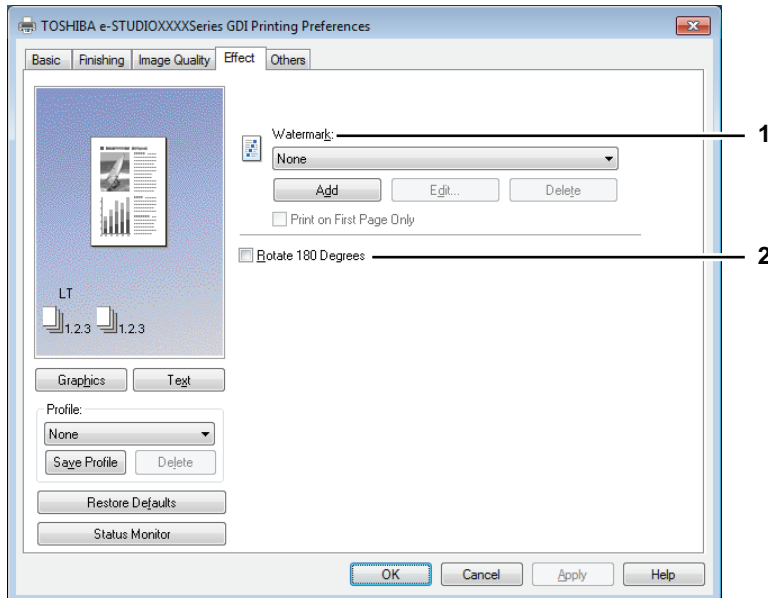 TOSHIBA e-STUDIOXXXXSeries GDI Printing Preferences
Basic Finishing Image Quality Effect Others
Watermark: 1
None
Add Edit... Delete
Print on First Page Only
Rotate 180 Degrees 2
LT
1.2.3 1.2.3
Graphics Text
Profile:
None
Save Profile Delete
Restore Defaults
Status Monitor
OK Cancel Apply Help